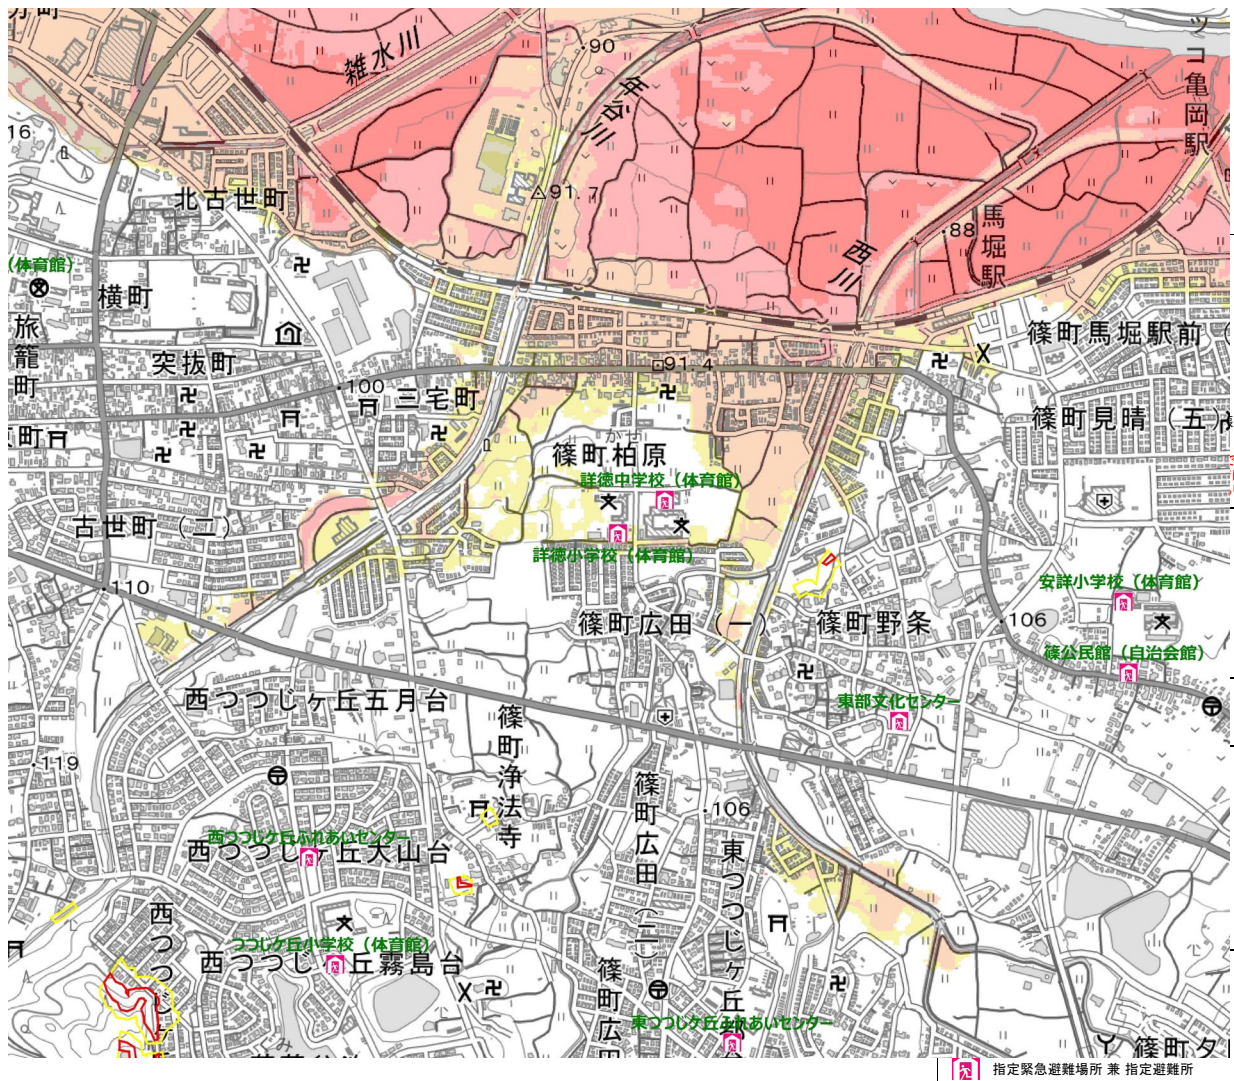 雑水川
90
年谷川
ツコ亀岡駅
16
北古世町
91.7
馬堀駅
88
西川
(体育館)
横町
旅籠町
篠町馬堀駅前(
突抜町
100
91.4
三宅町
篠町見晴(五)
町
かせ
篠町柏原
詳徳中学校(体育館)
古世町(二)
詳徳小学校(体育館)
110
安詳小学校(体育館)
篠町広田(一)
篠町野条
106
篠公民館(自治会館)
西つつじヶ丘五月台
東部文化センター
篠町浄法寺
119
篠町広田(二)
106
西つつじケ丘ふれあいセンター
西つつじヶ丘大山台
東つつじヶ丘都台
西つつじヶ
つつじケ丘小学校(体育館)
西つつじヶ丘霧島台
篠町広田
東つつじケ丘ふれあいセンター
み
篠町夕
指定緊急避難場所 兼 指定避難所